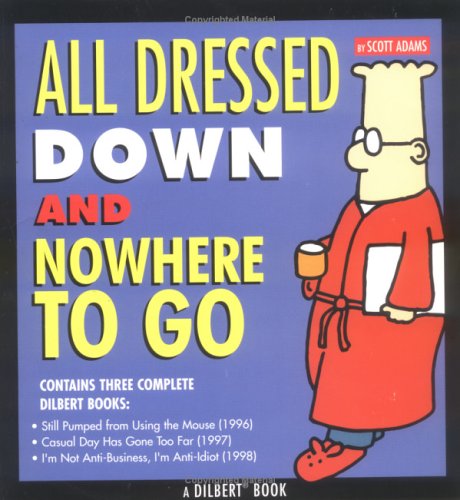 Copyrighted Material
ALL DRESSED
BY SCOTT ADAMS
DOWN
AND
NOWHERE
TO GO
CONTAINS THREE COMPLETE
DILBERT BOOKS:
• Still Pumped from Using the Mouse (1996)
• Casual Day Has Gone Too Far (1997)
• I'm Not Anti-Business, I'm Anti-Idiot (1998)
A DILBERT® BOOK
Copyrighted Material